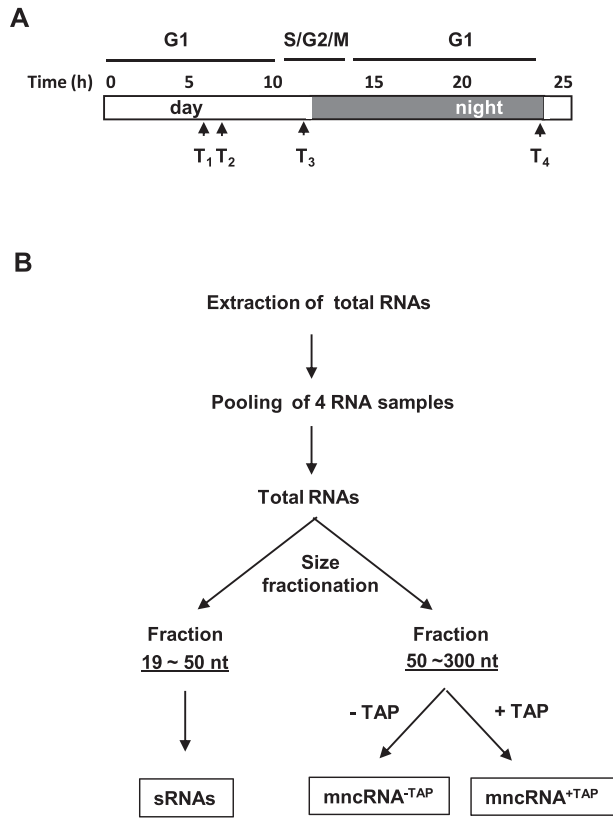 A
G1 S/G2/M G1
Time (h) 0 5 10 15 20 25
day night
T1 T2 T3 T4
B
Extraction of total RNAs
Pooling of 4 RNA samples
Total RNAs
Size
fractionation
Fraction Fraction
19 ~ 50 nt 50 ~300 nt
- TAP + TAP
sRNAs mncRNA-TAP mncRNA+TAP